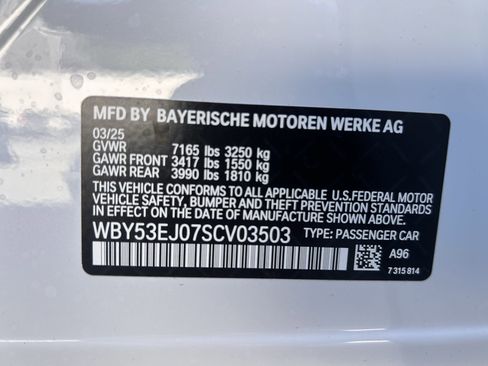 MFD BY BAYERISCHE MOTOREN WERKE AG
03/25
GVWR 7165 lbs 3250 kg
GAWR FRONT 3417 lbs 1550 kg
GAWR REAR 3990 lbs 1810 kg
THIS VEHICLE CONFORMS TO ALL APPLICABLE U.S.FEDERAL MOTOR
VEHICLE SAFETY, BUMPER AND THEFT PREVENTION STANDARDS
IN EFFECT ON THE DATE OF MANUFACTURE SHOWN ABOVE.
WBY53EJ07SCV03503 TYPE: PASSENGER CAR
A96
7 315 814